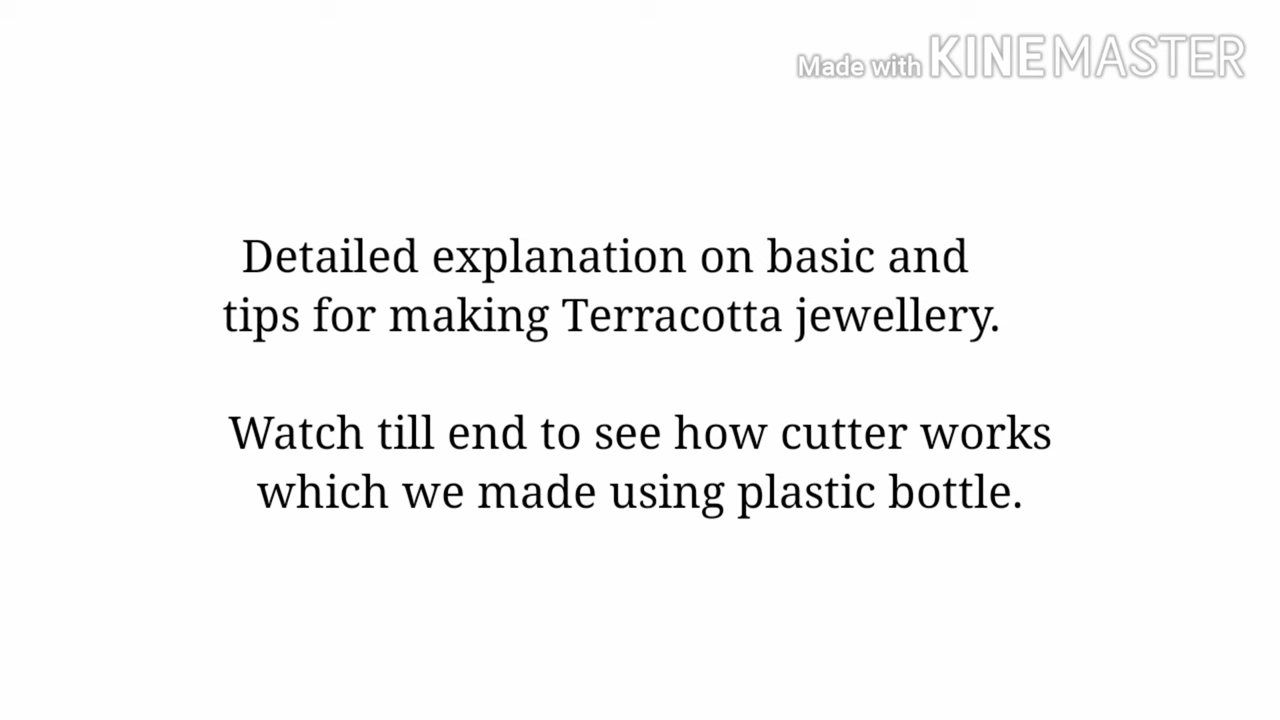 Made with KINEMASTER
Detailed explanation on basic and
tips for making Terracotta jewellery.
Watch till end to see how cutter works
which we made using plastic bottle.